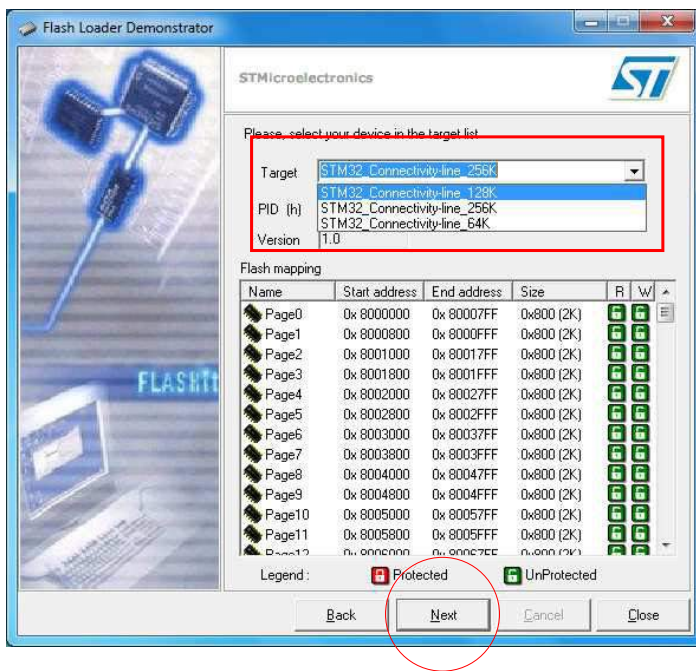 Flash Loader Demonstrator
STMicroelectronics
ST
Please, select your device in the target list
Target STM32_Connectivity-line_256K
STM32_Connectivity-line_128K
PID (h) STM32_Connectivity-line_256K
STM32_Connectivity-line_64K
Version 1.0
Flash mapping
Name Start address End address Size R W
Page0 0x 8000000 0x 80007FF 0x800 (2K)
Page1 0x 8000800 0x 8000FFF 0x800 (2K)
Page2 0x 8001000 0x 80017FF 0x800 (2K)
Page3 0x 8001800 0x 8001FFF 0x800 (2K)
Page4 0x 8002000 0x 80027FF 0x800 (2K)
Page5 0x 8002800 0x 8002FFF 0x800 (2K)
Page6 0x 8003000 0x 80037FF 0x800 (2K)
Page7 0x 8003800 0x 8003FFF 0x800 (2K)
Page8 0x 8004000 0x 80047FF 0x800 (2K)
Page9 0x 8004800 0x 8004FFF 0x800 (2K)
Page10 0x 8005000 0x 80057FF 0x800 (2K)
Page11 0x 8005800 0x 8005FFF 0x800 (2K)
FLASHit
Legend : Protected UnProtected
Back Next Cancel Close